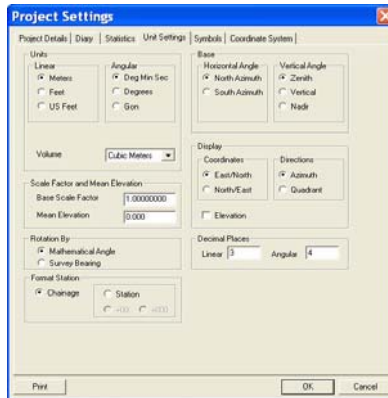 Project Settings
Project Details Diary Statistics Unit Settings Symbols Coordinate System
Units
Linear
Meters
Feet
US Feet
Angular
Deg Min Sec
Degrees
Gon
Volume Cubic Meters
Scale Factor and Mean Elevation
Base Scale Factor 1.00000000
Mean Elevation 0.000
Rotation By
Mathematical Angle
Survey Bearing
Format Station
Chainage
Station
+00 +000
Base
Horizontal Angle
North Azimuth
South Azimuth
Vertical Angle
Zenith
Vertical
Nadir
Display
Coordinates
East/North
North/East
Directions
Azimuth
Quadrant
Elevation
Decimal Places
Linear 3 Angular 4
Print OK Cancel